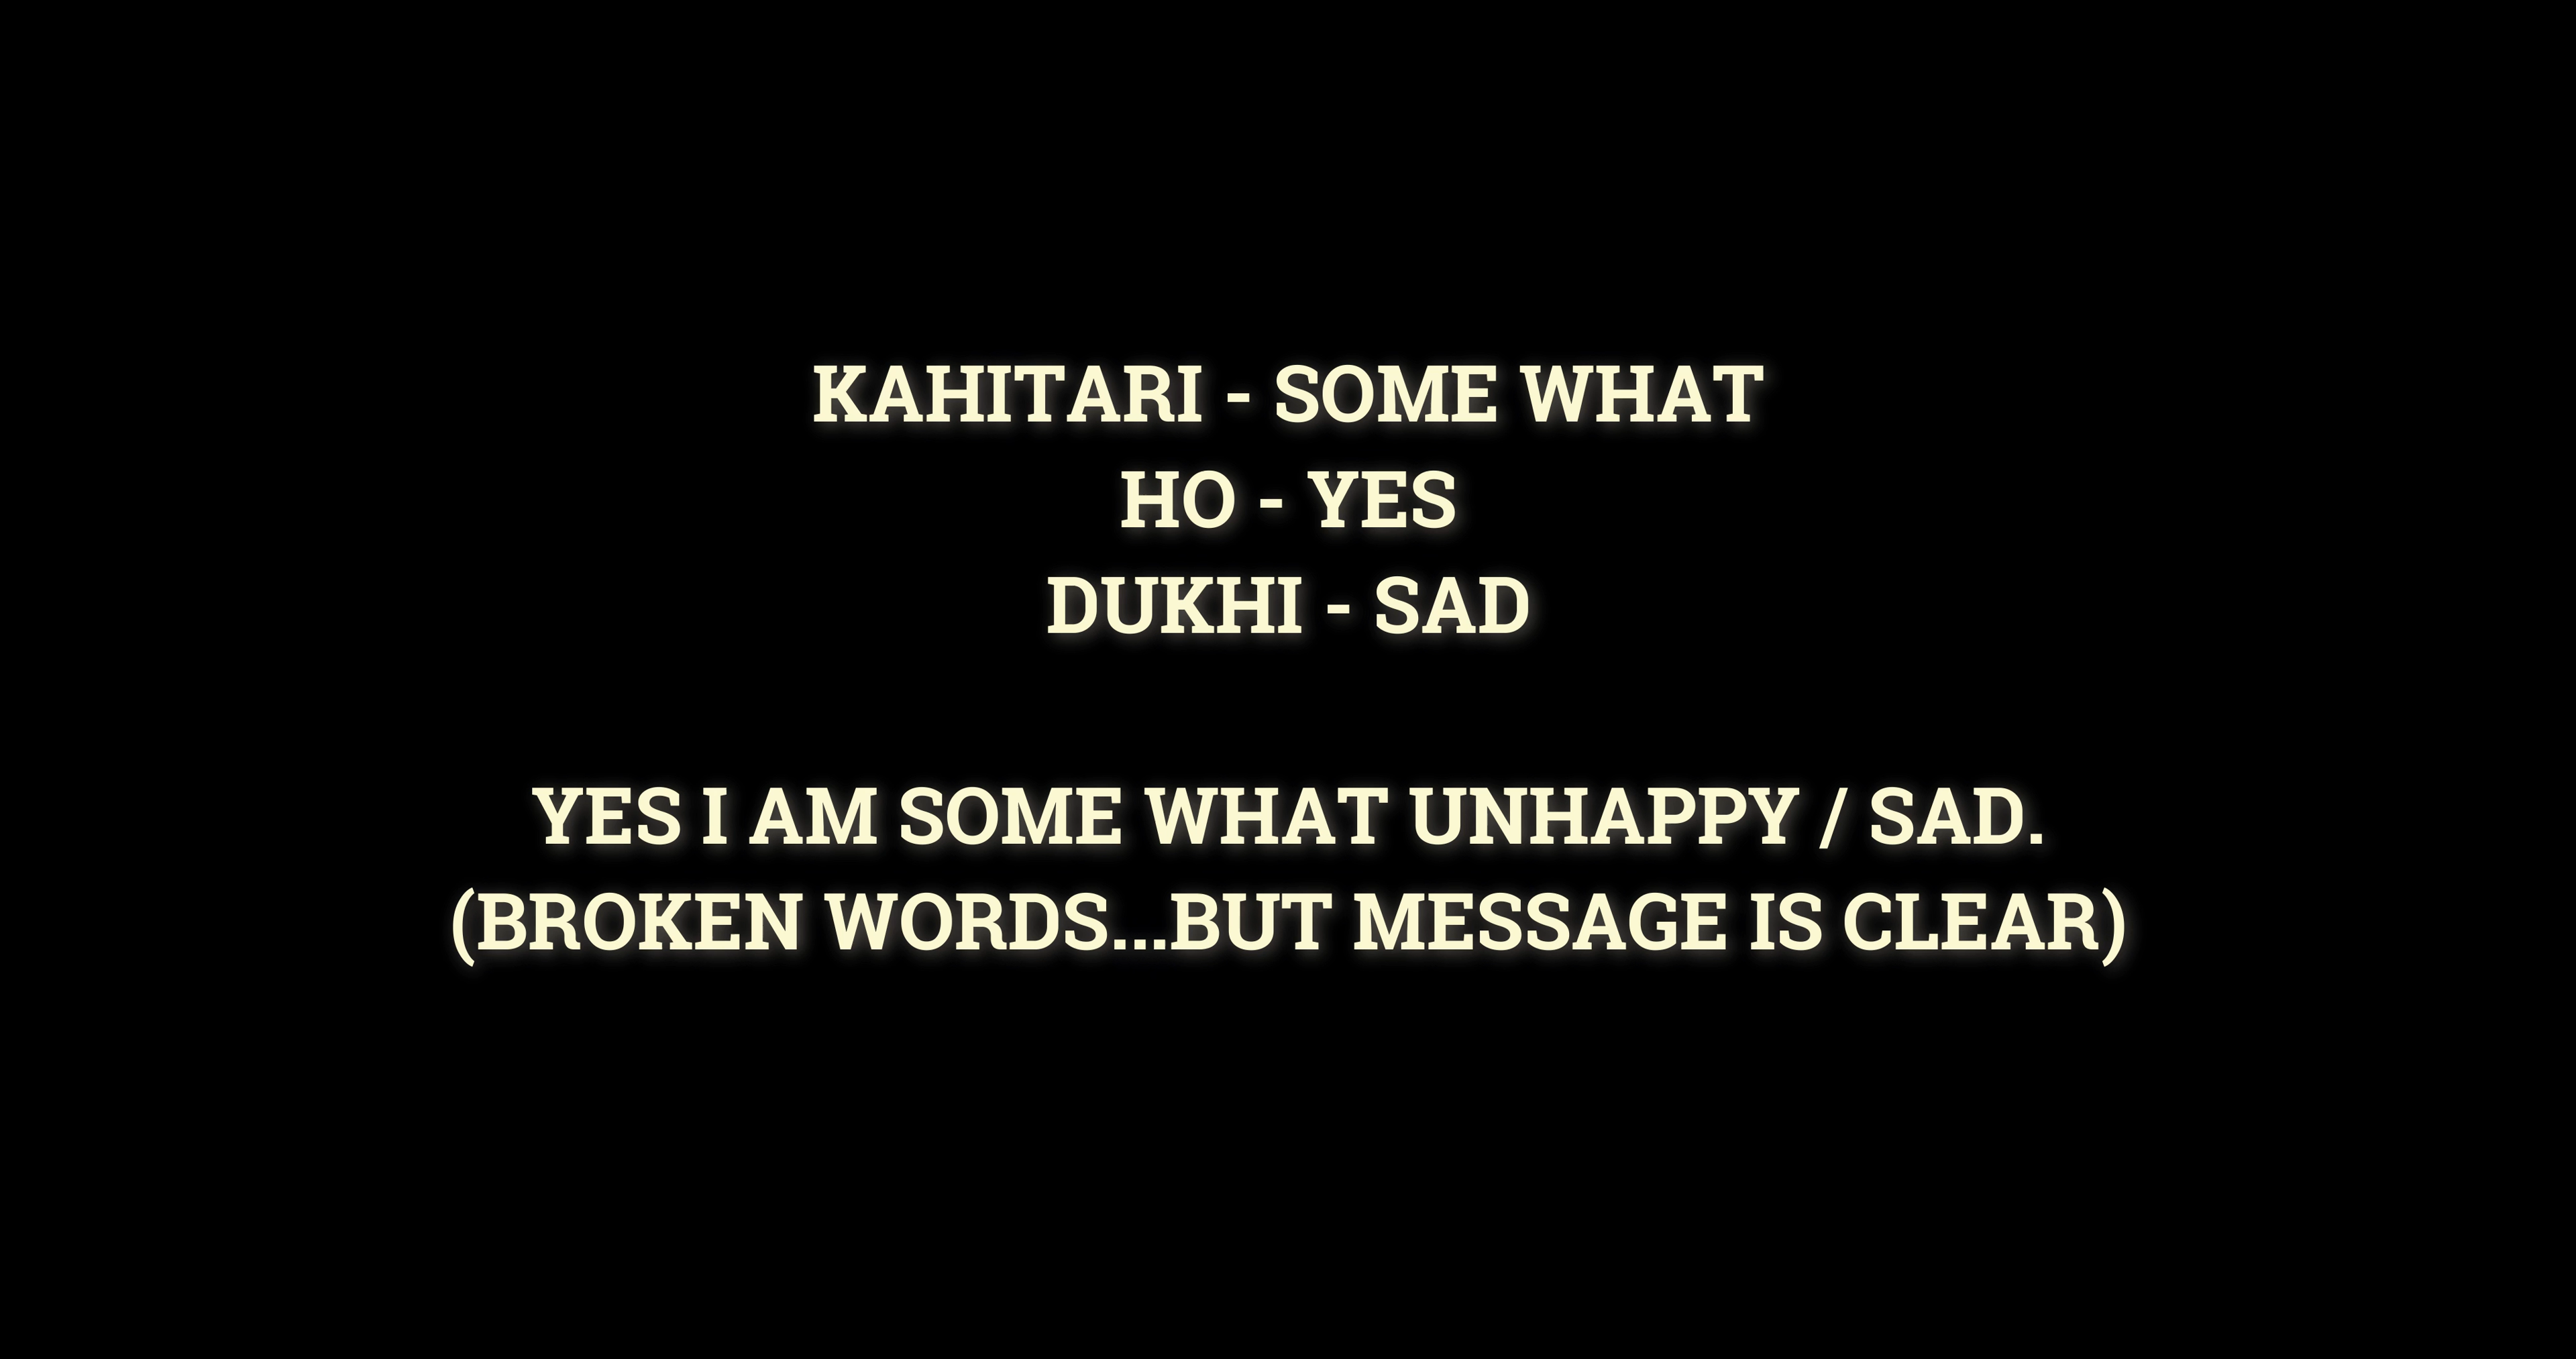 KAHITARI - SOME WHAT
HO - YES
DUKHI - SAD
YES I AM SOME WHAT UNHAPPY / SAD.
(BROKEN WORDS...BUT MESSAGE IS CLEAR)